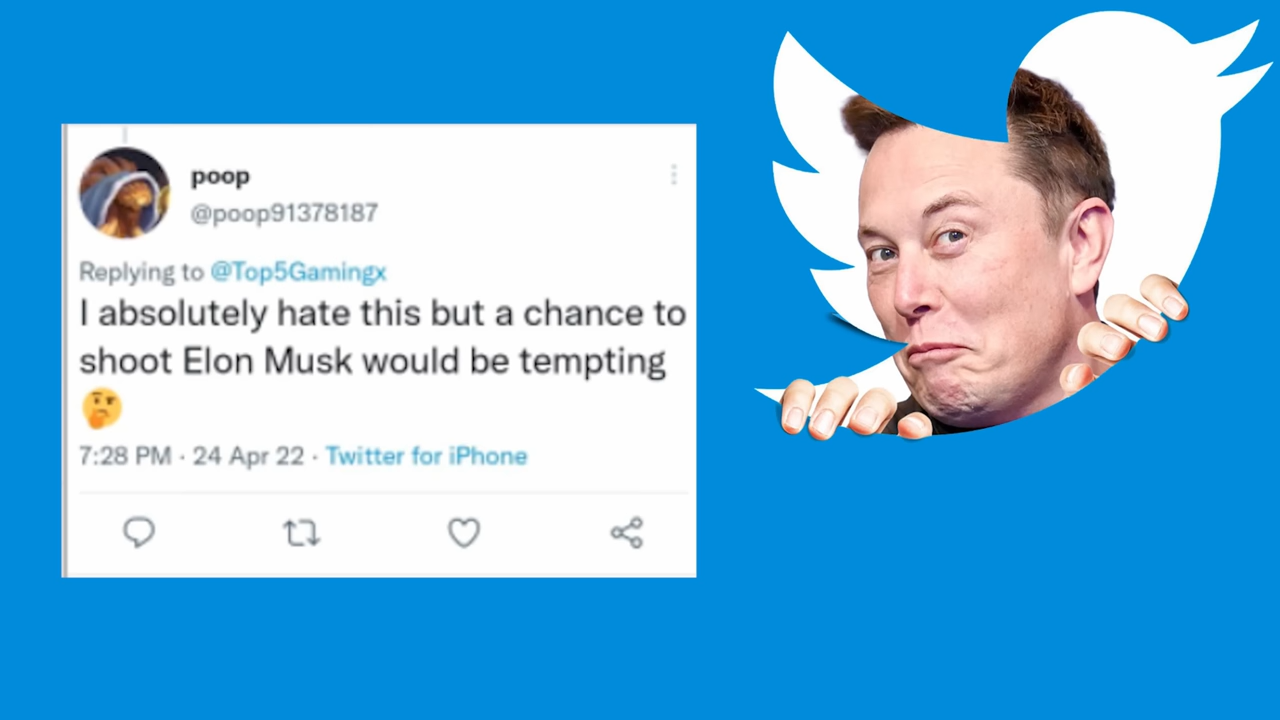 poop
@poop91378187
Replying to @Top5Gamingx
I absolutely hate this but a chance to
shoot Elon Musk would be tempting
🤔
7:28 PM · 24 Apr 22 · Twitter for iPhone